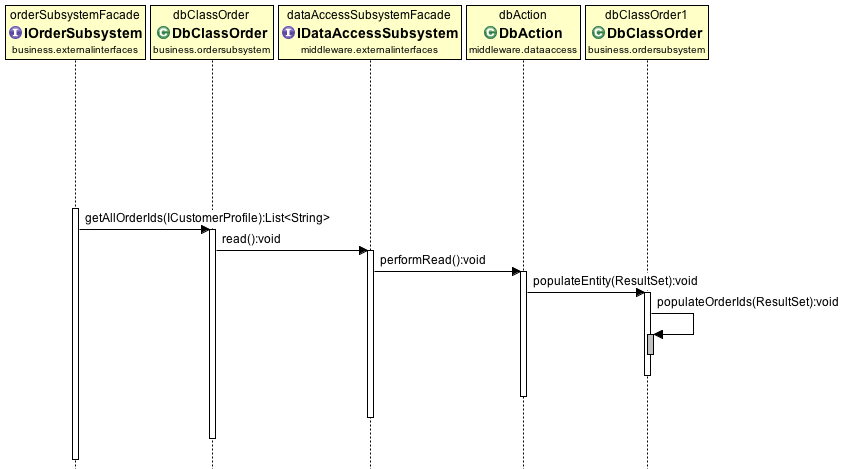 orderSubsystemFacade
I IOrderSubsystem
business.externalinterfaces
dbClassOrder
C DbClassOrder
business.ordersubsystem
dataAccessSubsystemFacade
I IDataAccessSubsystem
middleware.externalinterfaces
dbAction
C DbAction
middleware.dataaccess
dbClassOrder1
C DbClassOrder
business.ordersubsystem
getAllOrderIds(ICustomerProfile):List<String>
read():void
performRead():void
populateEntity(ResultSet):void
populateOrderIds(ResultSet):void